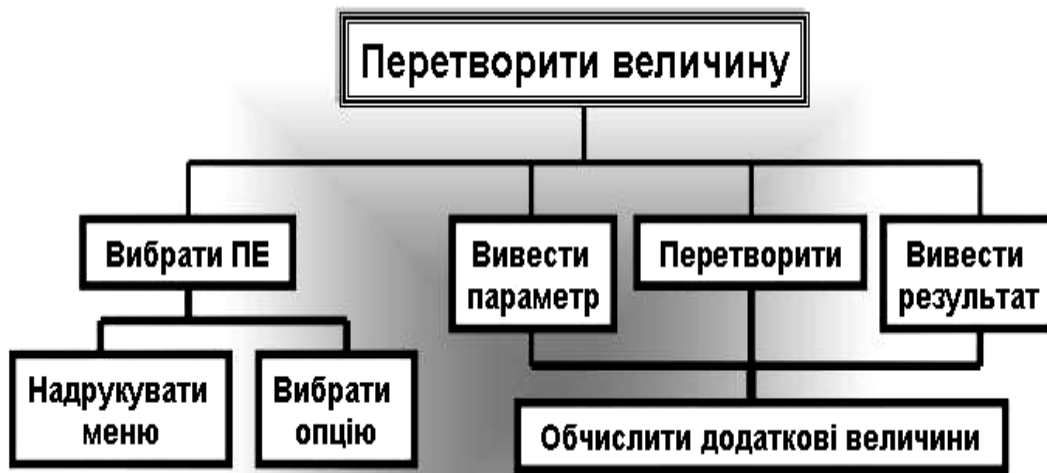 Перетворити величину
Вибрати ПЕ
Вивести
параметр
Перетворити
Вивести
результат
Надрукувати
меню
Вибрати
опцію
Обчислити додаткові величини